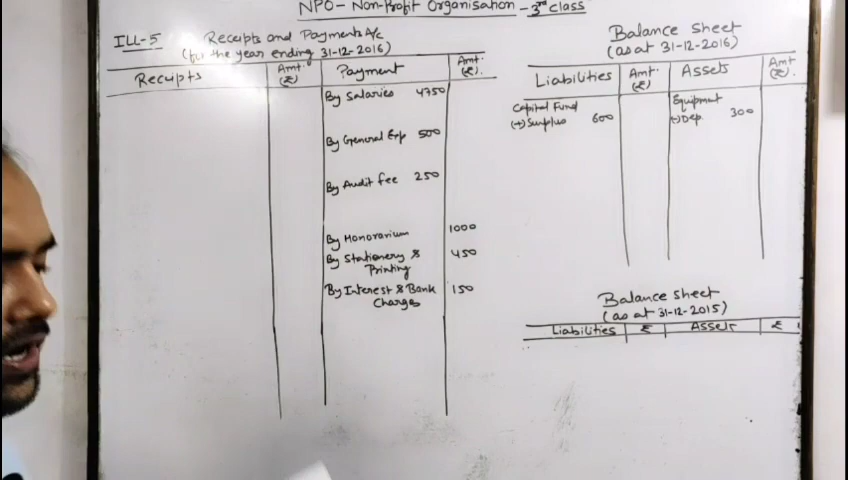 NPO - Non-Profit Organisation - 3rd class
ILL-5 Receipts and Payments A/c
(for the year ending 31-12-2016)
Receipts Amt. (₹) Payment Amt. (₹).
By Salaries 4750
By General Exp 500
By Audit fee 250
By Honorarium 1000
By Stationery & 450
Printing
By Interest & Bank 150
Charges
Balance sheet
(as at 31-12-2016)
Liabilities Amt. (₹) Assets Amt (₹).
Capital Fund Equipment
(+) Surplus 600 (-) Dep. 300
Balance sheet
(as at 31-12-2015)
Liabilities ₹ Assets ₹